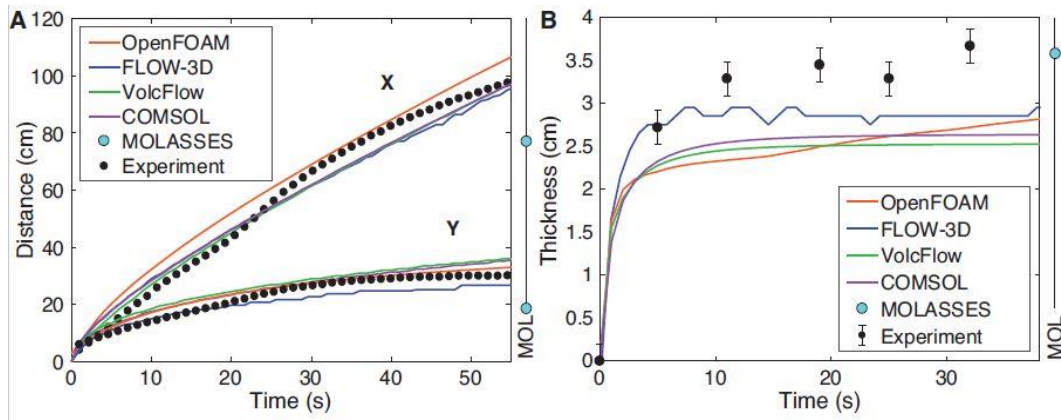 A
120
100
80
60
40
20
0
0
10
20
30
40
50
Distance (cm)
Time (s)
OpenFOAM
FLOW-3D
VolcFlow
COMSOL
MOLASSES
Experiment
X
Y
MOL
B
4
3.5
3
2.5
2
1.5
1
0.5
0
0
10
20
30
Thickness (cm)
Time (s)
OpenFOAM
FLOW-3D
VolcFlow
COMSOL
MOLASSES
Experiment
MOL